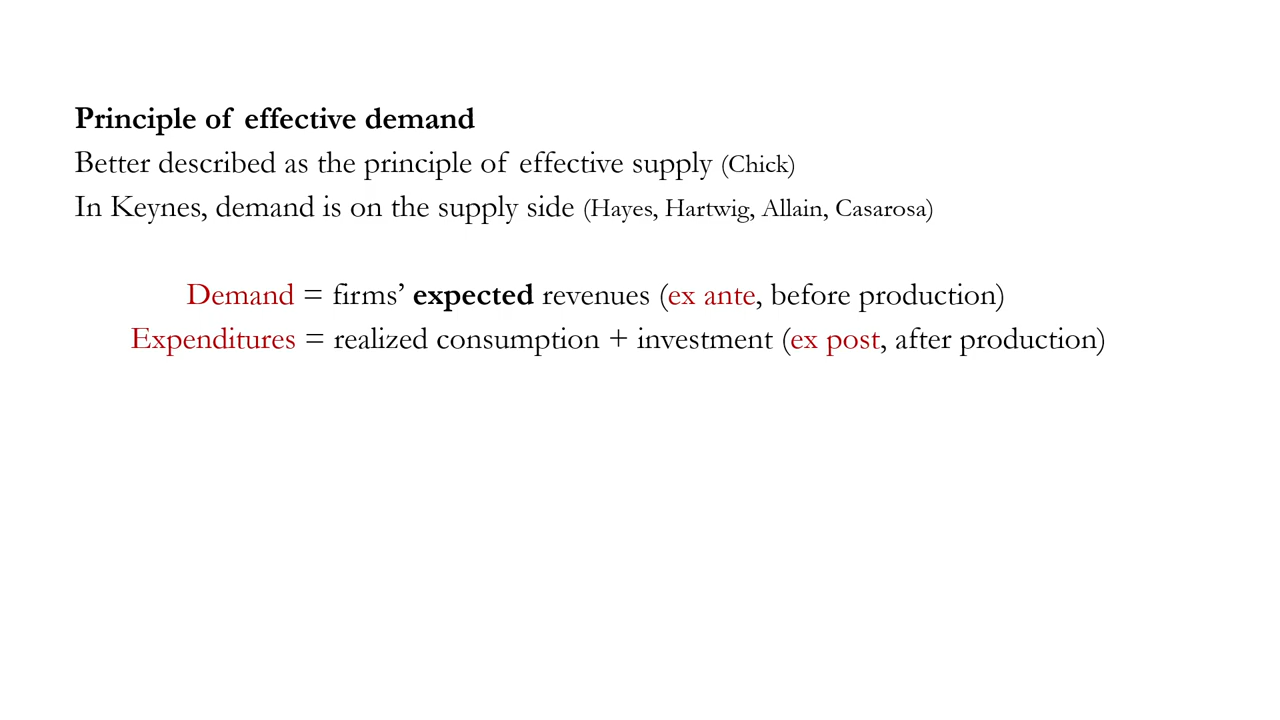 Principle of effective demand
Better described as the principle of effective supply (Chick)
In Keynes, demand is on the supply side (Hayes, Hartwig, Allain, Casarosa)
Demand = firms’ expected revenues (ex ante, before production)
Expenditures = realized consumption + investment (ex post, after production)